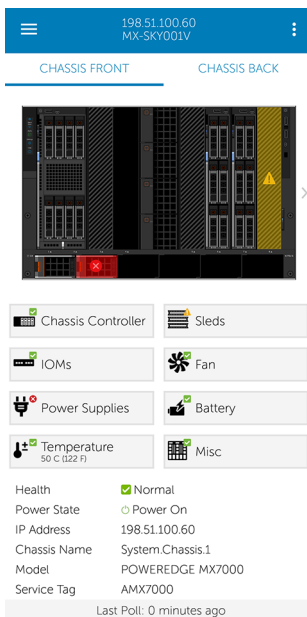 198.51.100.60
MX-SKY001V
CHASSIS FRONT CHASSIS BACK
Chassis Controller Sleds
IOMs Fan
Power Supplies Battery
Temperature
50 C (122 F)
Misc
Health Normal
Power State Power On
IP Address 198.51.100.60
Chassis Name System.Chassis.1
Model POWEREDGE MX7000
Service Tag AMX7000
Last Poll: 0 minutes ago